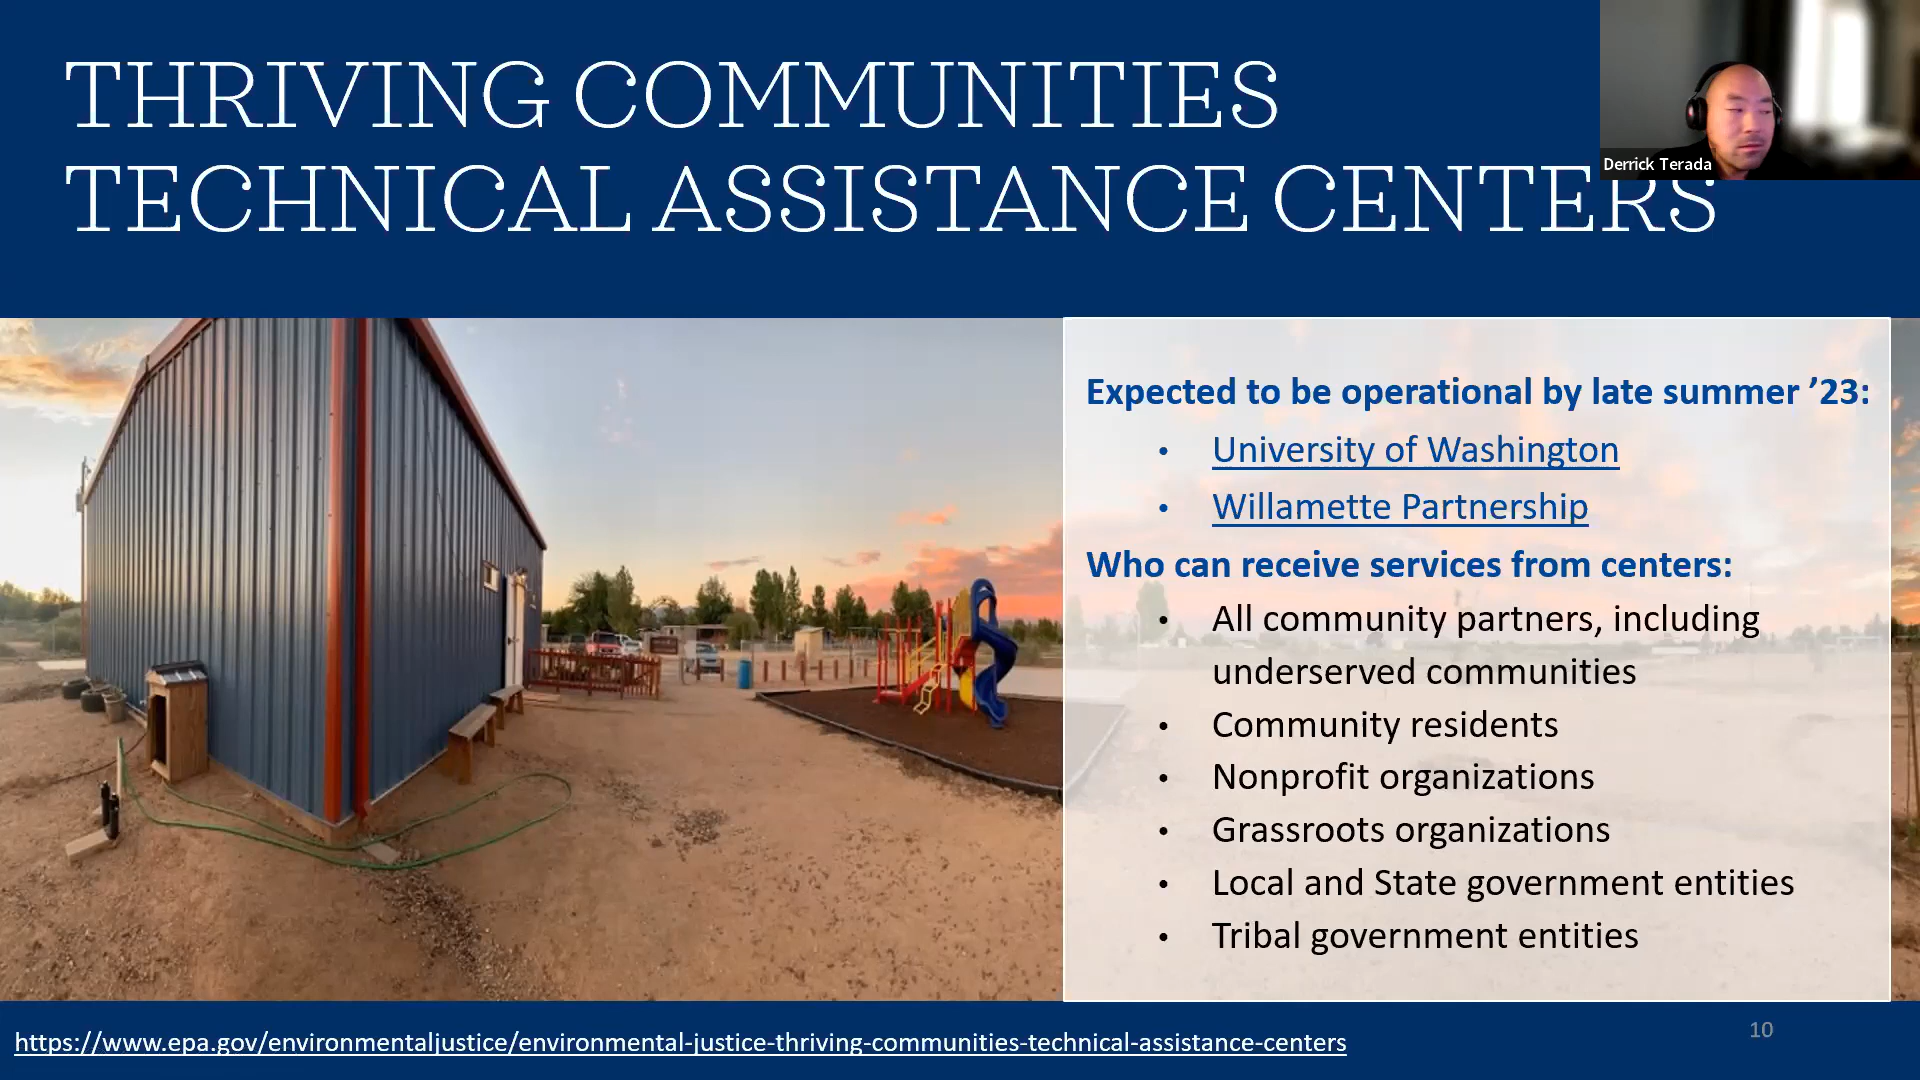 THRIVING COMMUNITIES
TECHNICAL ASSISTANCE CENTERS
Derrick Terada
Expected to be operational by late summer ’23:
• University of Washington
• Willamette Partnership
Who can receive services from centers:
• All community partners, including
underserved communities
• Community residents
• Nonprofit organizations
• Grassroots organizations
• Local and State government entities
• Tribal government entities
https://www.epa.gov/environmentaljustice/environmental-justice-thriving-communities-technical-assistance-centers
10